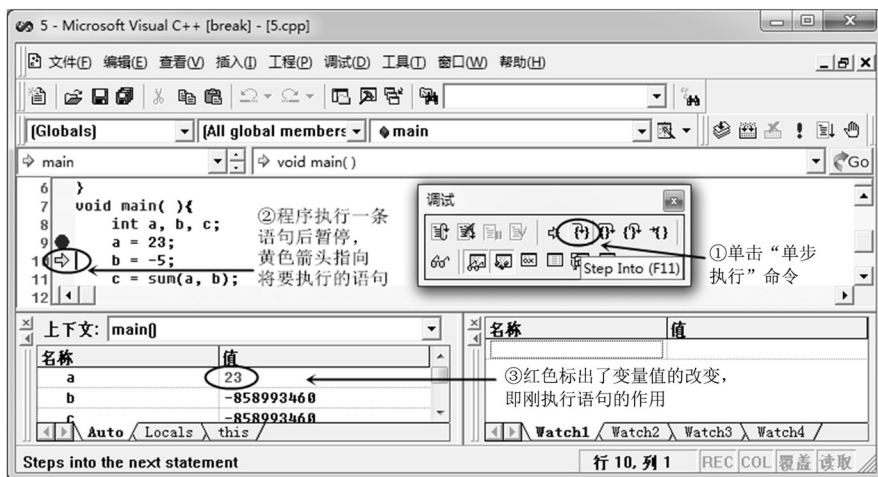 5 - Microsoft Visual C++ [break] - [5.cpp]
文件(F) 编辑(E) 查看(V) 插入(I) 工程(P) 调试(D) 工具(T) 窗口(W) 帮助(H)
(Globals) (All global members main
main void main( ) Go
6 }
7 void main( ){
8 int a, b, c;
9 a = 23;
10 b = -5;
11 c = sum(a, b);
12
②程序执行一条
语句后暂停，
黄色箭头指向
将要执行的语句
调试
Step Into (F11)
①单击“单步
执行”命令
上下文: main()
名称 值
a 23
b -858993460
c -858993460
Auto Locals this
名称 值
③红色标出了变量值的改变，
即刚执行语句的作用
Watch1 Watch2 Watch3 Watch4
Steps into the next statement
行 10, 列 1 REC COL 覆盖 读取